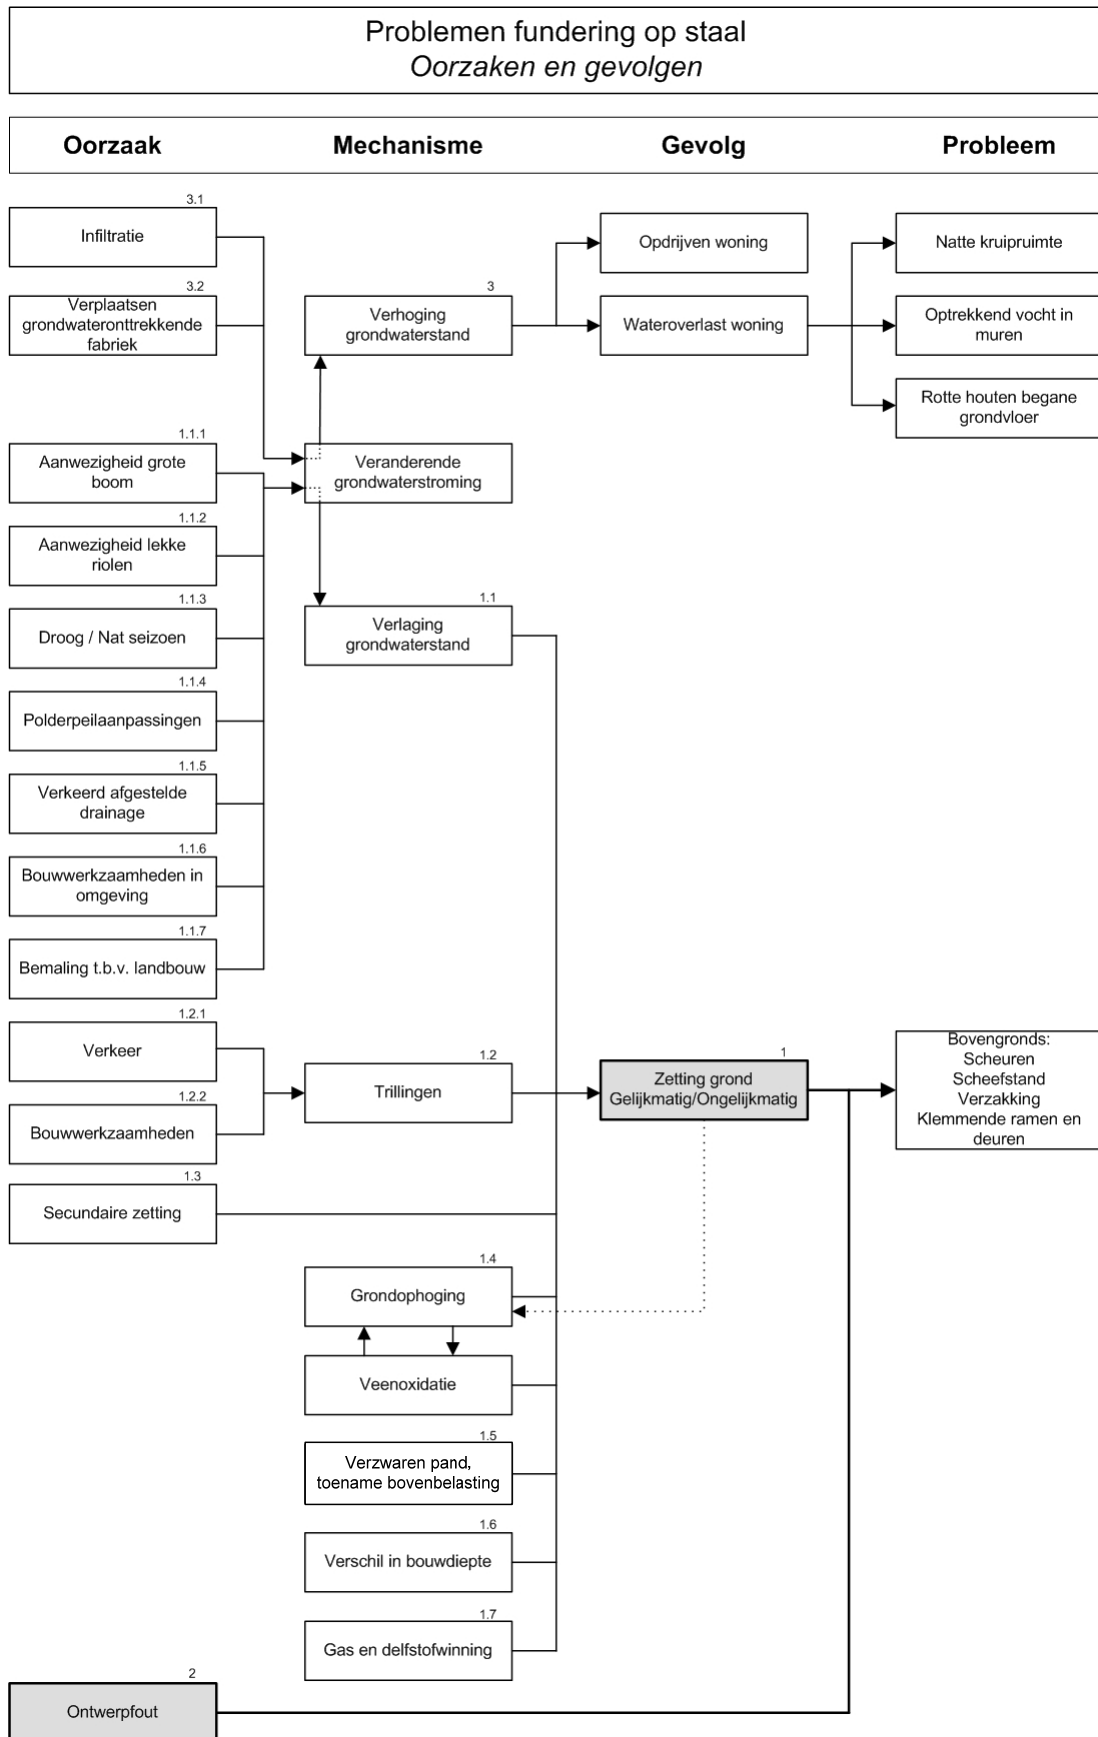 Problemen fundering op staal
Oorzaken en gevolgen
Oorzaak
Mechanisme
Gevolg
Probleem
3.1
Infiltratie
3.2
Verplaatsen
grondwateronttrekkende
fabriek
3
Verhoging
grondwaterstand
Opdrijven woning
Wateroverlast woning
Natte kruipruimte
Optrekkend vocht in
muren
Rotte houten begane
grondvloer
1.1.1
Aanwezigheid grote
boom
Veranderende
grondwaterstroming
1.1.2
Aanwezigheid lekke
riolen
1.1.3
Droog / Nat seizoen
1.1
Verlaging
grondwaterstand
1.1.4
Polderpeilaanpassingen
1.1.5
Verkeerd afgestelde
drainage
1.1.6
Bouwwerkzaamheden in
omgeving
1.1.7
Bemaling t.b.v. landbouw
1.2.1
Verkeer
1.2.2
Bouwwerkzaamheden
1.2
Trillingen
1
Zetting grond
Gelijkmatig/Ongelijkmatig
Bovengronds:
Scheuren
Scheefstand
Verzakking
Klemmende ramen en
deuren
1.3
Secundaire zetting
1.4
Grondophoging
Veenoxidatie
1.5
Verzwaren pand,
toename bovenbelasting
1.6
Verschil in bouwdiepte
1.7
Gas en delfstofwinning
2
Ontwerpfout